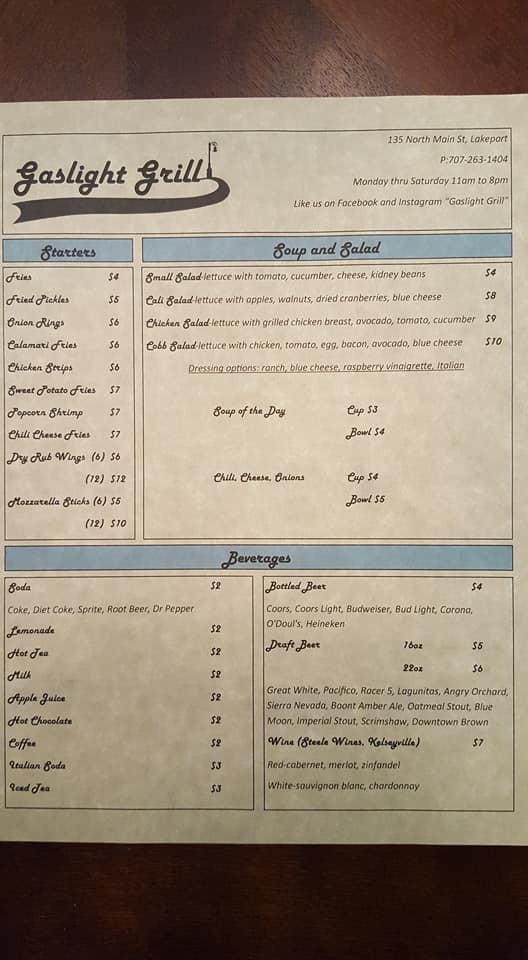 Gaslight Grill
135 North Main St, Lakeport
P:707-263-1404
Monday thru Saturday 11am to 8pm
Like us on Facebook and Instagram "Gaslight Grill"
Starters
Fries $4
Fried Pickles $5
Onion Rings $6
Calamari Fries $6
Chicken Strips $6
Sweet Potato Fries $7
Popcorn Shrimp $7
Chili Cheese Fries $7
Dry Rub Wings (6) $6
(12) $12
Mozzarella Sticks (6) $5
(12) $10
Soup and Salad
Small Salad-lettuce with tomato, cucumber, cheese, kidney beans $4
Cali Salad-lettuce with apples, walnuts, dried cranberries, blue cheese $8
Chicken Salad-lettuce with grilled chicken breast, avocado, tomato, cucumber $9
Cobb Salad-lettuce with chicken, tomato, egg, bacon, avocado, blue cheese $10
Dressing options: ranch, blue cheese, raspberry vinaigrette, Italian
Soup of the Day Cup $3
Bowl $4
Chili, Cheese, Onions Cup $4
Bowl $5
Beverages
Soda $2
Coke, Diet Coke, Sprite, Root Beer, Dr Pepper
Lemonade $2
Hot Tea $2
Milk $2
Apple Juice $2
Hot Chocolate $2
Coffee $2
Italian Soda $3
Iced Tea $3
Bottled Beer $4
Coors, Coors Light, Budweiser, Bud Light, Corona,
O'Doul's, Heineken
Draft Beer 16oz $5
22oz $6
Great White, Pacifico, Racer 5, Lagunitas, Angry Orchard,
Sierra Nevada, Boont Amber Ale, Oatmeal Stout, Blue
Moon, Imperial Stout, Scrimshaw, Downtown Brown
Wine (Steele Wines, Kelseyville) $7
Red-cabernet, merlot, zinfandel
White-sauvignon blanc, chardonnay